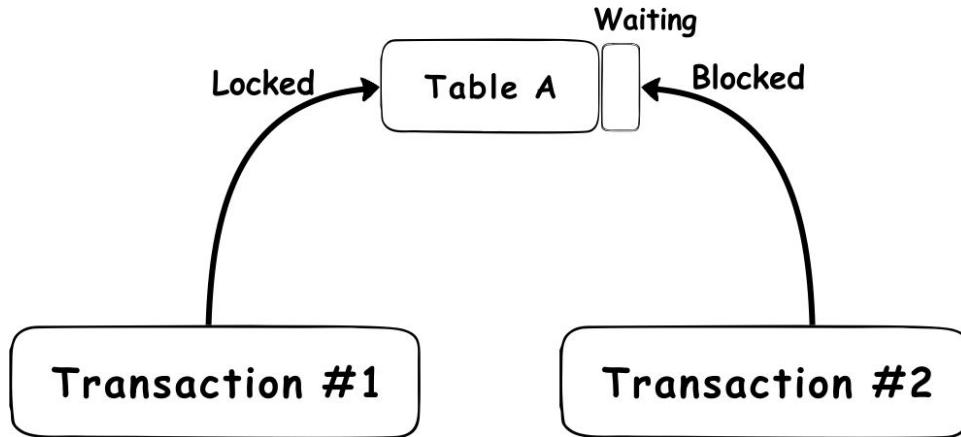 Waiting
Locked
Table A
Blocked
Transaction #1
Transaction #2